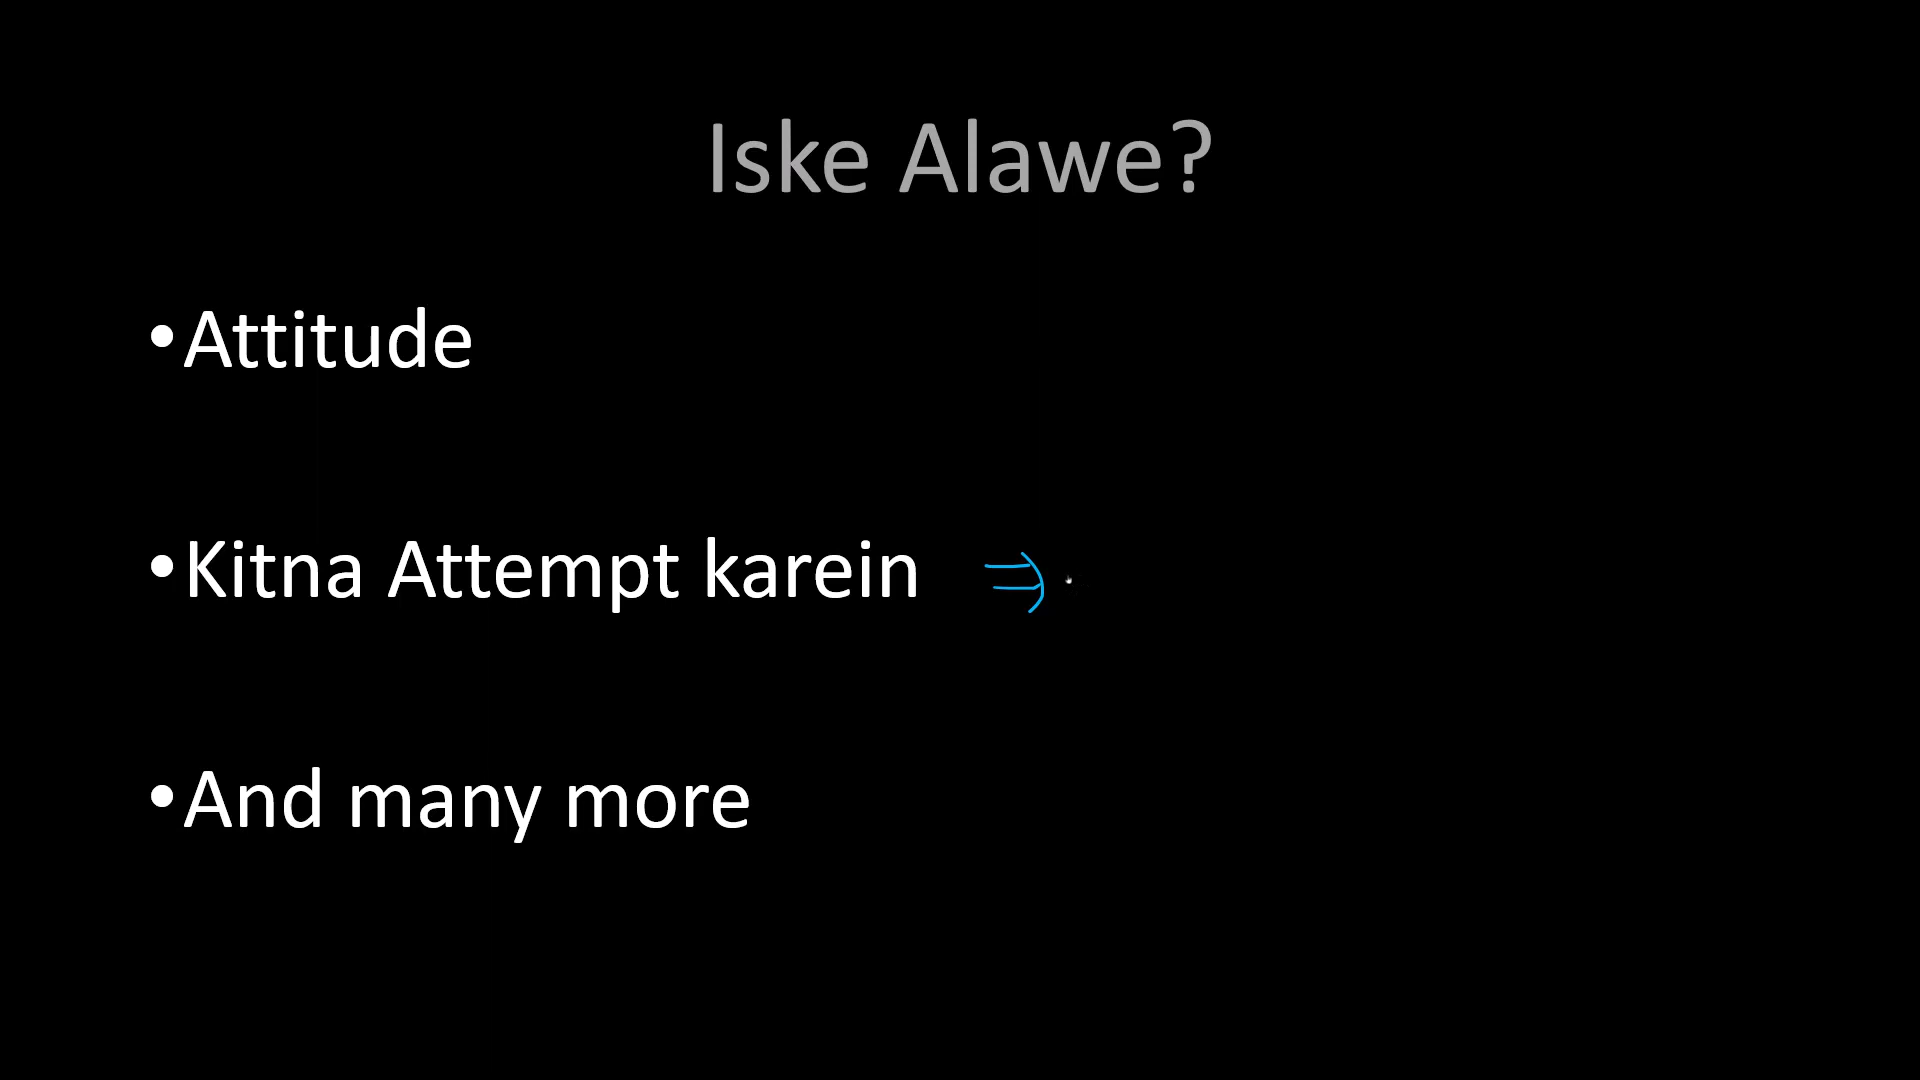 Iske Alawe?
•Attitude
•Kitna Attempt karein ⇒
•And many more